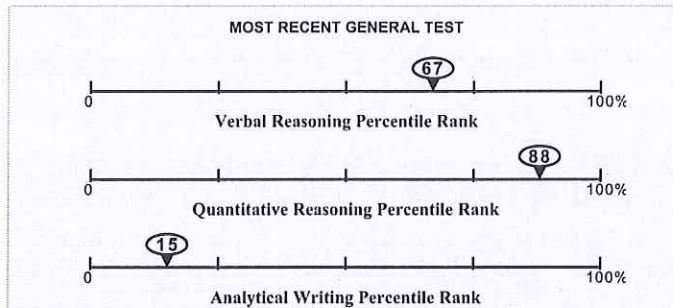 MOST RECENT GENERAL TEST
67
0 100%
Verbal Reasoning Percentile Rank
88
0 100%
Quantitative Reasoning Percentile Rank
15
0 100%
Analytical Writing Percentile Rank